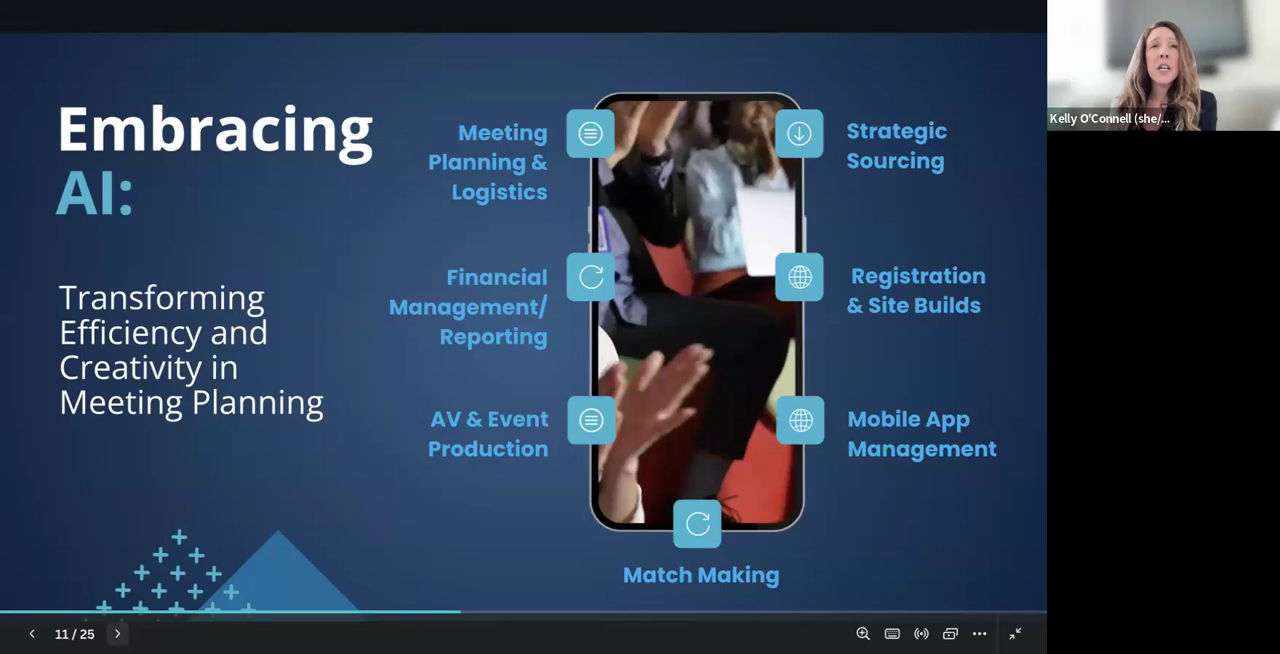 Embracing
AI:
Transforming
Efficiency and
Creativity in
Meeting Planning
Meeting
Planning &
Logistics
Financial
Management/
Reporting
AV & Event
Production
Strategic
Sourcing
Registration
& Site Builds
Mobile App
Management
Match Making
11 / 25
Kelly O'Connell (she/...